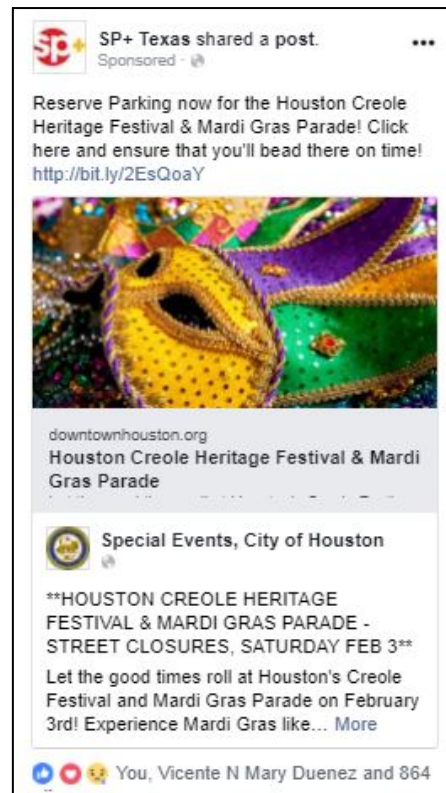 sp+
SP+ Texas shared a post.
Sponsored ·
Reserve Parking now for the Houston Creole
Heritage Festival & Mardi Gras Parade! Click
here and ensure that you'll bead there on time!
http://bit.ly/2EsQoaY
downtownhouston.org
Houston Creole Heritage Festival & Mardi
Gras Parade
Special Events, City of Houston
**HOUSTON CREOLE HERITAGE
FESTIVAL & MARDI GRAS PARADE -
STREET CLOSURES, SATURDAY FEB 3**
Let the good times roll at Houston's Creole
Festival and Mardi Gras Parade on February
3rd! Experience Mardi Gras like... More
You, Vicente N Mary Duenez and 864